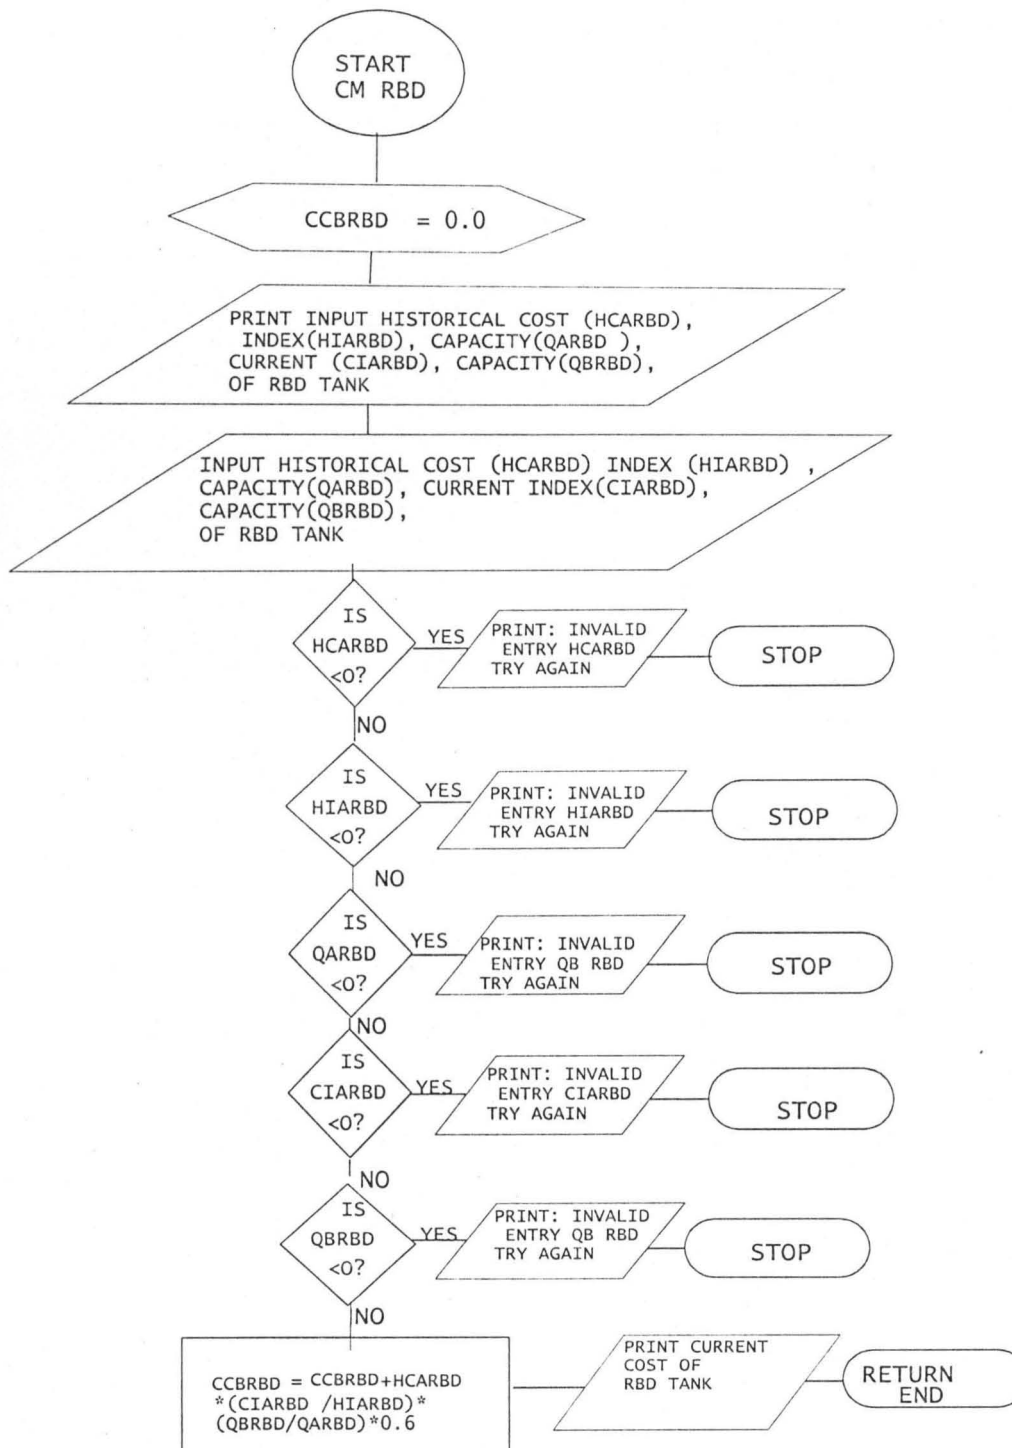 START
CM RBD
CCBRBD = 0.0
PRINT INPUT HISTORICAL COST (HCARBD),
INDEX(HIARBD), CAPACITY(QARBD ),
CURRENT (CIARBD), CAPACITY(QBRBD),
OF RBD TANK
INPUT HISTORICAL COST (HCARBD) INDEX (HIARBD) ,
CAPACITY(QARBD), CURRENT INDEX(CIARBD),
CAPACITY(QBRBD),
OF RBD TANK
IS
HCARBD
<0?
YES
PRINT: INVALID
ENTRY HCARBD
TRY AGAIN
STOP
NO
IS
HIARBD
<0?
YES
PRINT: INVALID
ENTRY HIARBD
TRY AGAIN
STOP
NO
IS
QARBD
<0?
YES
PRINT: INVALID
ENTRY QB RBD
TRY AGAIN
STOP
NO
IS
CIARBD
<0?
YES
PRINT: INVALID
ENTRY CIARBD
TRY AGAIN
STOP
NO
IS
QBRBD
<0?
YES
PRINT: INVALID
ENTRY QB RBD
TRY AGAIN
STOP
NO
CCBRBD = CCBRBD+HCARBD
*(CIARBD /HIARBD)*
(QBRBD/QARBD)*0.6
PRINT CURRENT
COST OF
RBD TANK
RETURN
END